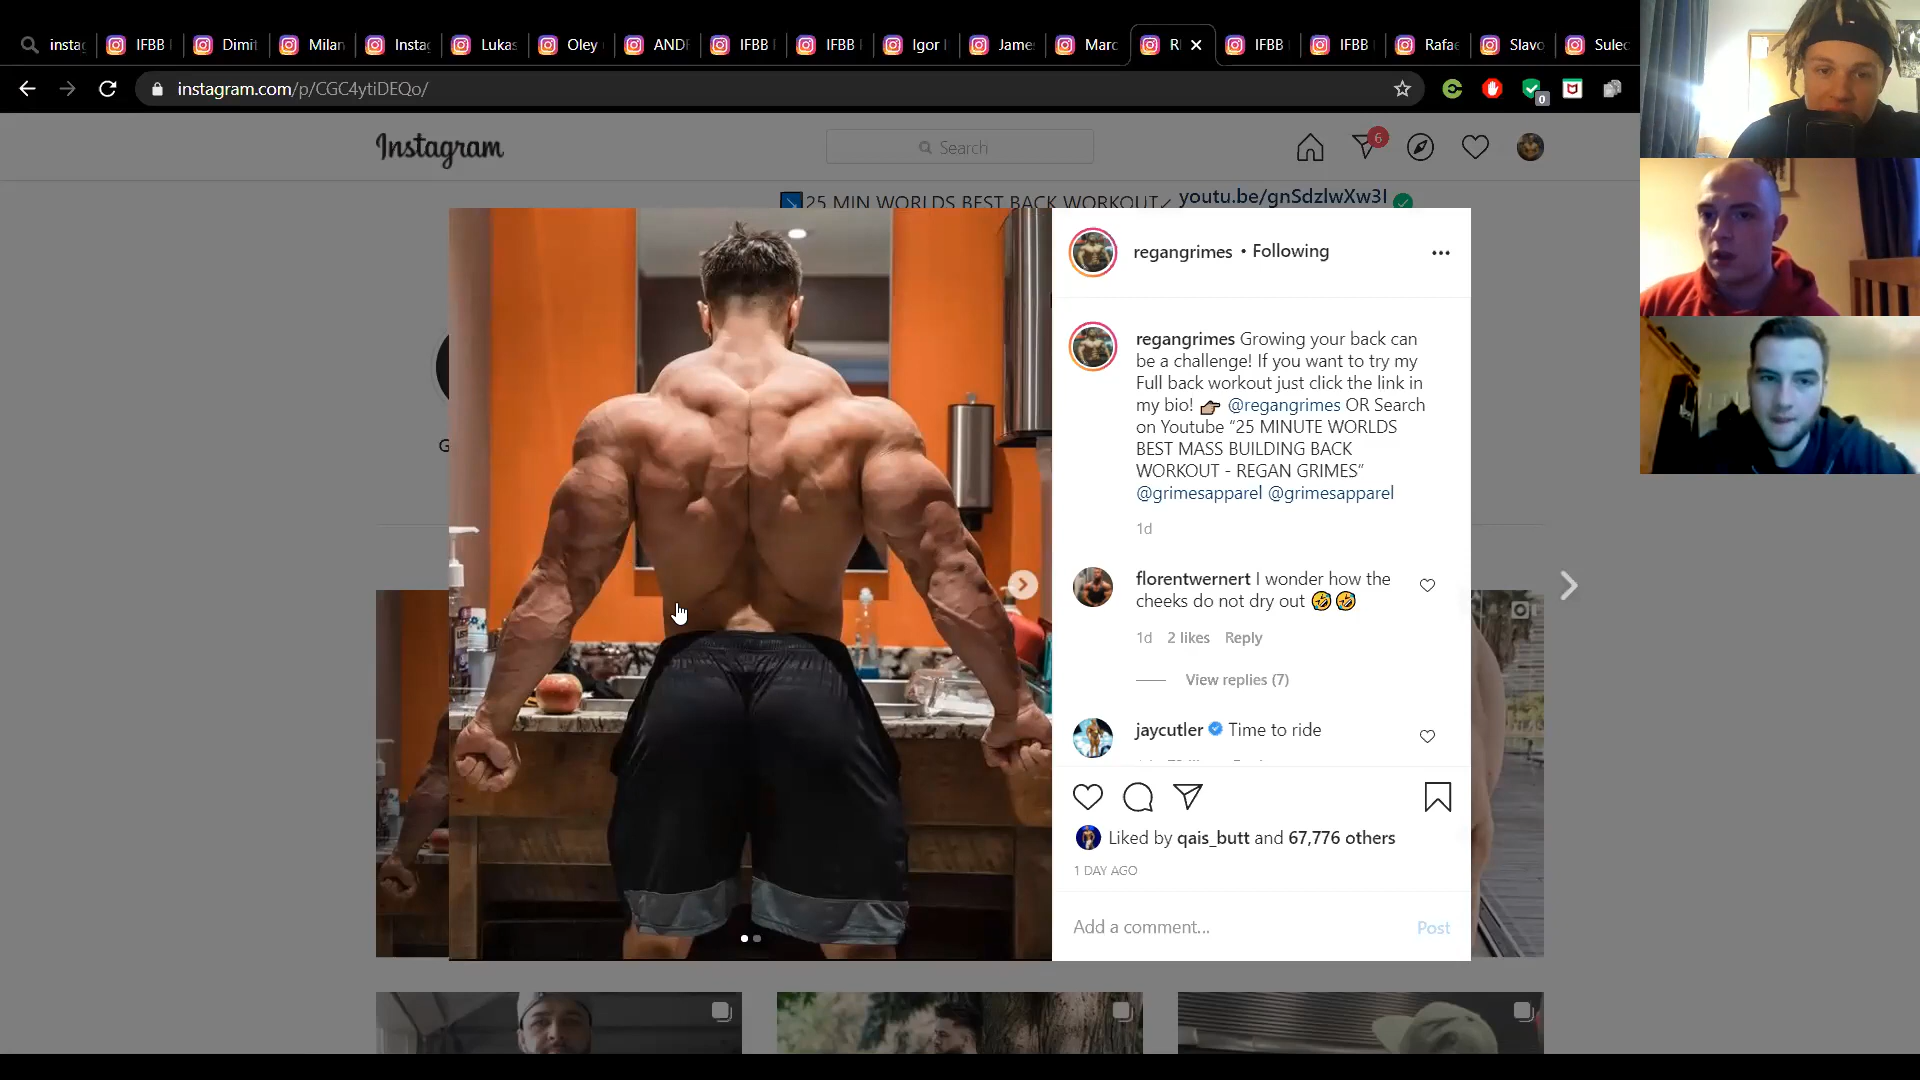 insta
IFBB
Dimit
Milan
Insta
Lukas
Oley
AND
IFBB
IFBB
Igor
Jame
Marc
R
IFBB
IFBB
Rafa
Slavo
Sulec
instagram.com/p/CGC4ytiDEQo/
0
Instagram
Search
6
25 MIN WORLDS BEST BACK WORKOUT✓ youtu.be/gnSdzlwXw3I
regangrimes • Following
regangrimes Growing your back can
be a challenge! If you want to try my
Full back workout just click the link in
my bio! 👉 @regangrimes OR Search
on Youtube “25 MINUTE WORLDS
BEST MASS BUILDING BACK
WORKOUT - REGAN GRIMES”
@grimesapparel @grimesapparel
1d
florentwernert I wonder how the
cheeks do not dry out 🤣🤣
1d 2 likes Reply
View replies (7)
jaycutler Time to ride
Liked by qais_butt and 67,776 others
1 DAY AGO
Add a comment...
Post
G